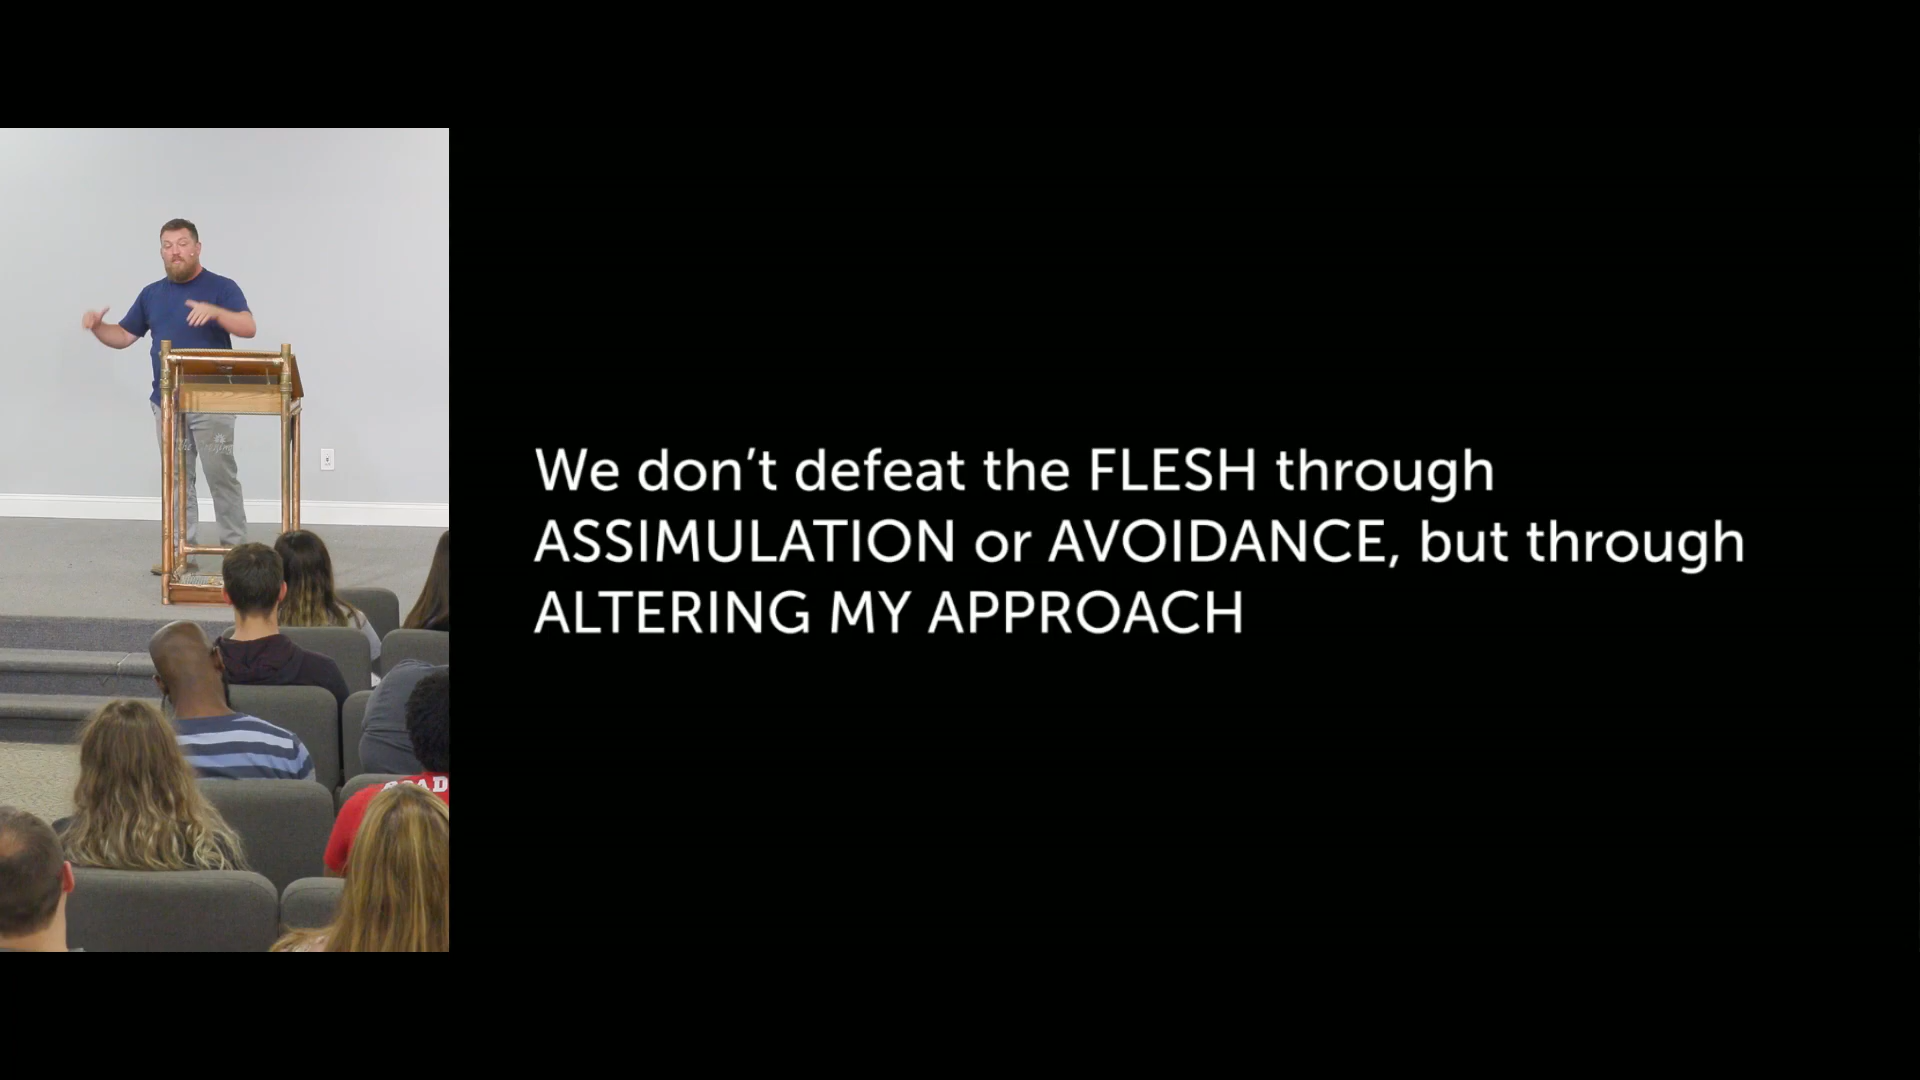 We don’t defeat the FLESH through
ASSIMULATION or AVOIDANCE, but through
ALTERING MY APPROACH